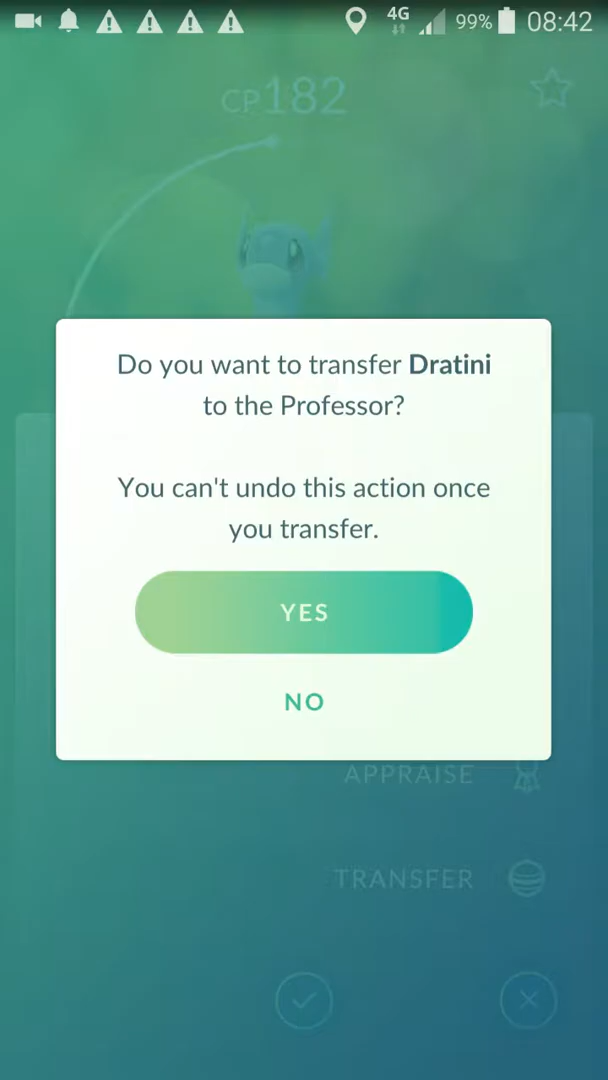 4G 99% 08:42
CP182
Do you want to transfer Dratini
to the Professor?
You can't undo this action once
you transfer.
YES
NO
APPRAISE
TRANSFER